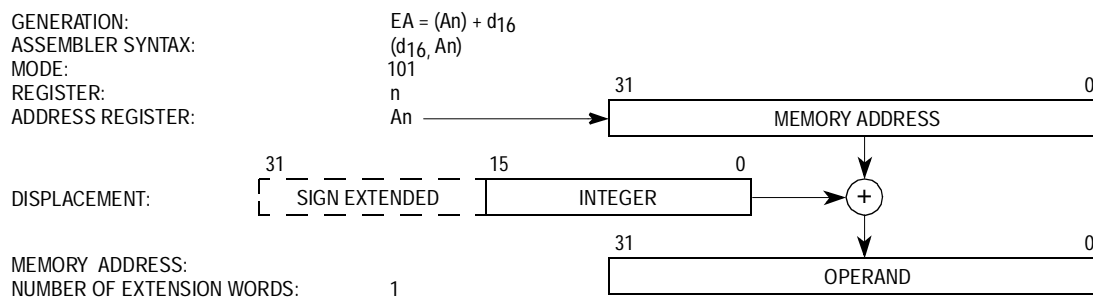 GENERATION: EA = (An) + d16
ASSEMBLER SYNTAX: (d16, An)
MODE: 101
REGISTER: n
31 0
ADDRESS REGISTER: An MEMORY ADDRESS
31 15 0
DISPLACEMENT: SIGN EXTENDED INTEGER +
31 0
MEMORY ADDRESS: OPERAND
NUMBER OF EXTENSION WORDS: 1